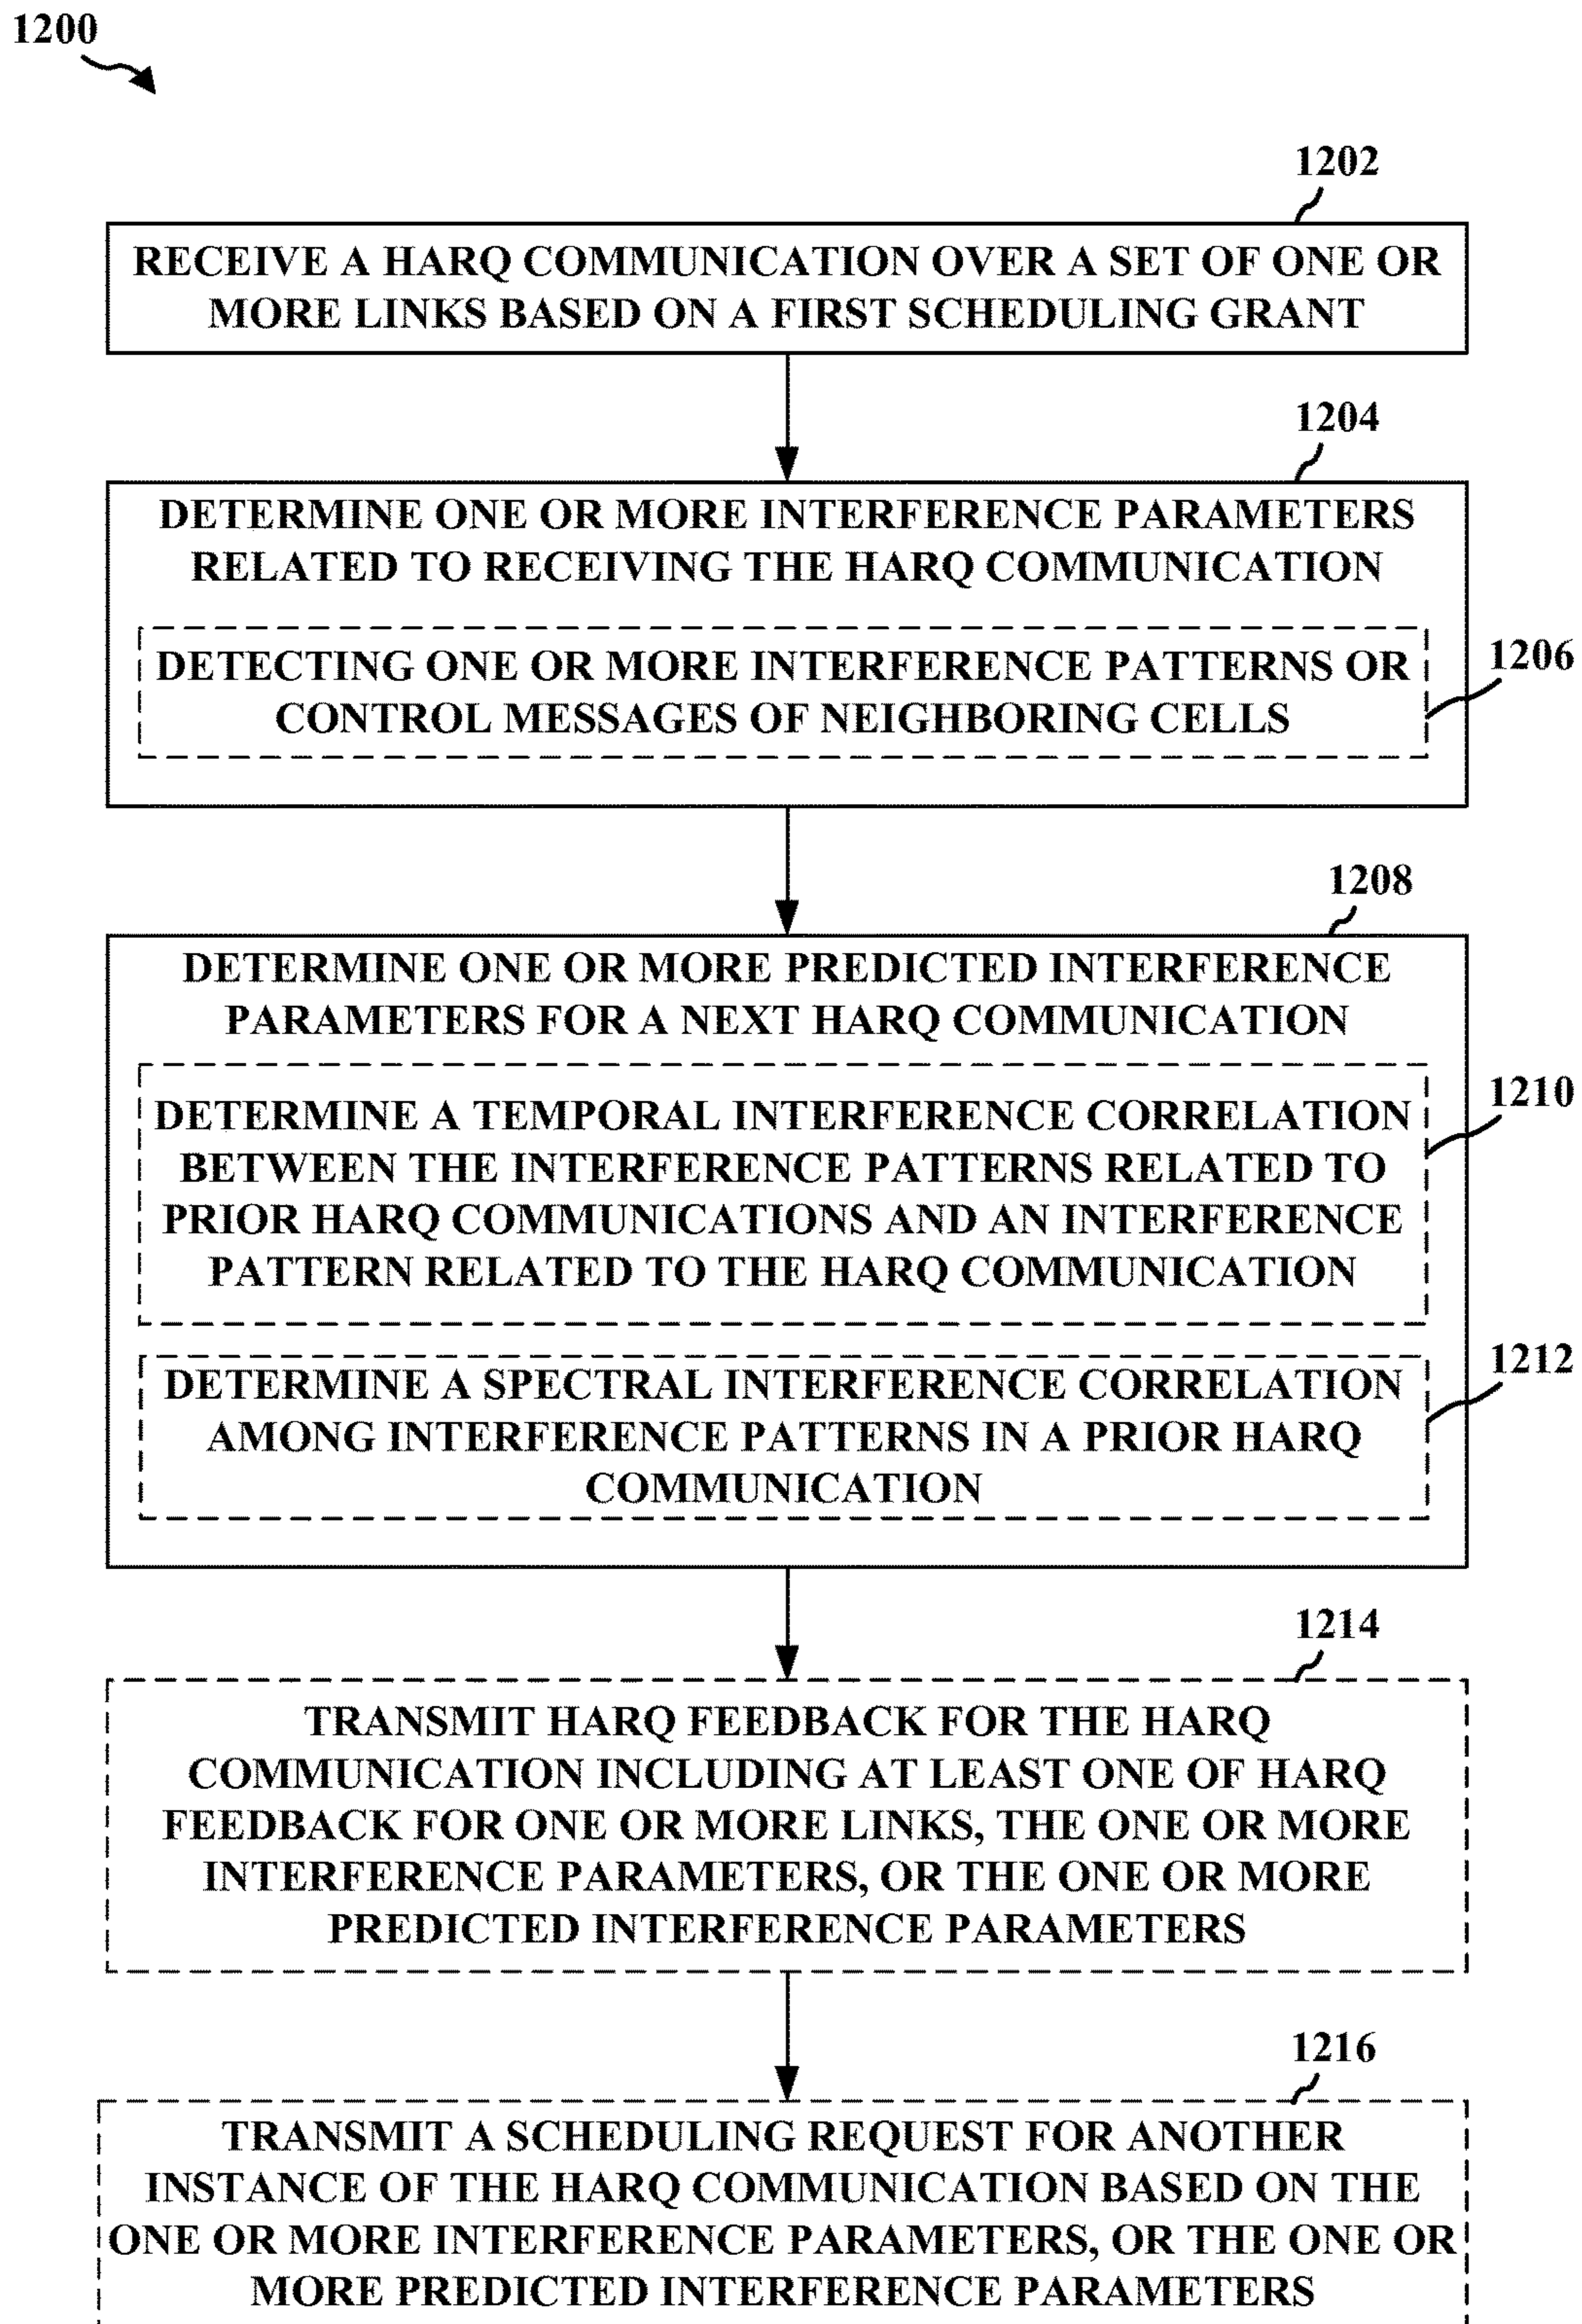 1200
1202
RECEIVE A HARQ COMMUNICATION OVER A SET OF ONE OR
MORE LINKS BASED ON A FIRST SCHEDULING GRANT
1204
DETERMINE ONE OR MORE INTERFERENCE PARAMETERS
RELATED TO RECEIVING THE HARQ COMMUNICATION
DETECTING ONE OR MORE INTERFERENCE PATTERNS OR
CONTROL MESSAGES OF NEIGHBORING CELLS
1206
1208
DETERMINE ONE OR MORE PREDICTED INTERFERENCE
PARAMETERS FOR A NEXT HARQ COMMUNICATION
DETERMINE A TEMPORAL INTERFERENCE CORRELATION
BETWEEN THE INTERFERENCE PATTERNS RELATED TO
PRIOR HARQ COMMUNICATIONS AND AN INTERFERENCE
PATTERN RELATED TO THE HARQ COMMUNICATION
1210
DETERMINE A SPECTRAL INTERFERENCE CORRELATION
AMONG INTERFERENCE PATTERNS IN A PRIOR HARQ
COMMUNICATION
1212
1214
TRANSMIT HARQ FEEDBACK FOR THE HARQ
COMMUNICATION INCLUDING AT LEAST ONE OF HARQ
FEEDBACK FOR ONE OR MORE LINKS, THE ONE OR MORE
INTERFERENCE PARAMETERS, OR THE ONE OR MORE
PREDICTED INTERFERENCE PARAMETERS
1216
TRANSMIT A SCHEDULING REQUEST FOR ANOTHER
INSTANCE OF THE HARQ COMMUNICATION BASED ON THE
ONE OR MORE INTERFERENCE PARAMETERS, OR THE ONE OR
MORE PREDICTED INTERFERENCE PARAMETERS